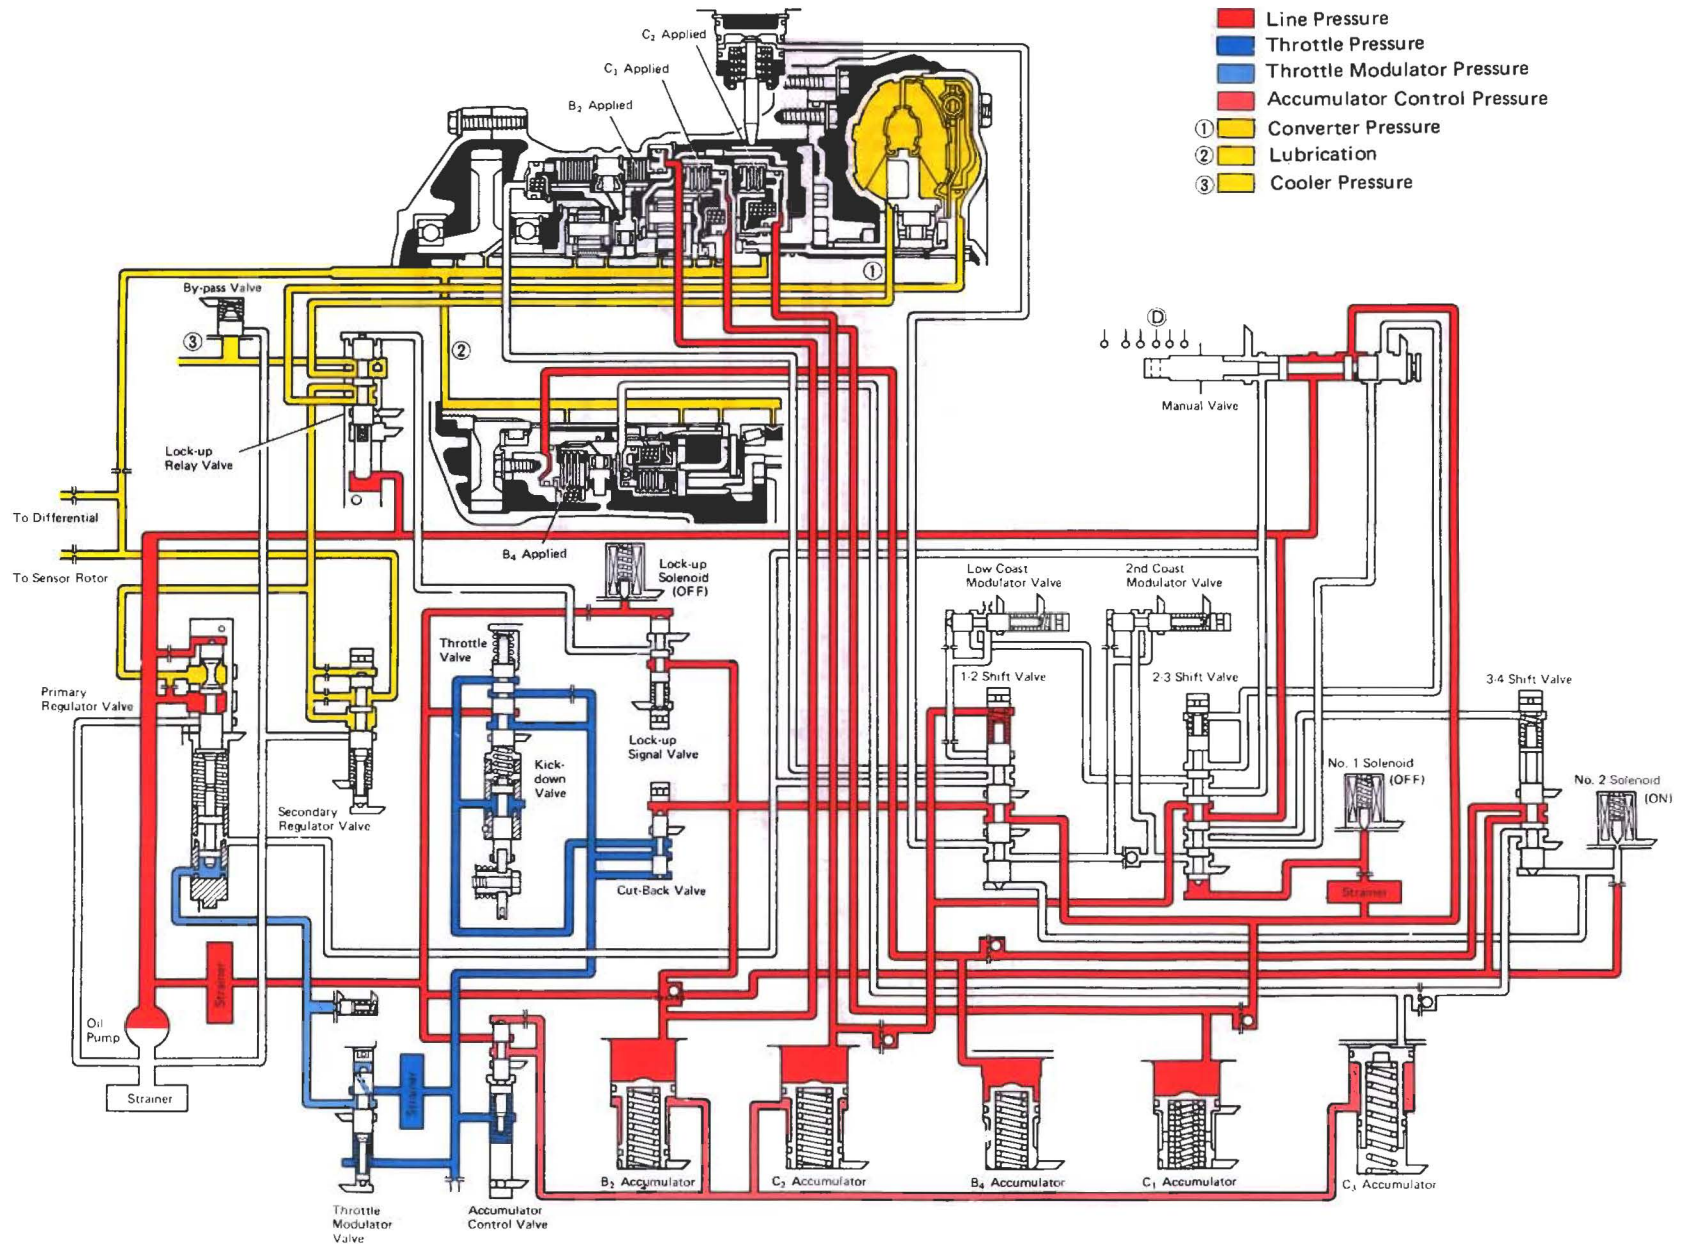 Line Pressure
Throttle Pressure
Throttle Modulator Pressure
Accumulator Control Pressure
① Converter Pressure
② Lubrication
③ Cooler Pressure
C₂ Applied
C₁ Applied
B₂ Applied
①
By-pass Valve
③
②
D
Manual Valve
Lock-up
Relay Valve
To Differential
To Sensor Rotor
B₄ Applied
Lock-up
Solenoid
(OFF)
Low Coast
Modulator Valve
2nd Coast
Modulator Valve
Throttle
Valve
Primary
Regulator Valve
1-2 Shift Valve
2-3 Shift Valve
3-4 Shift Valve
Lock-up
Signal Valve
Kick-
down
Valve
No. 1 Solenoid
(OFF)
No. 2 Solenoid
(ON)
Secondary
Regulator Valve
Cut-Back Valve
Strainer
Strainer
Oil
Pump
Strainer
Strainer
B₂ Accumulator
C₂ Accumulator
B₄ Accumulator
C₁ Accumulator
C₃ Accumulator
Throttle
Modulator
Valve
Accumulator
Control Valve